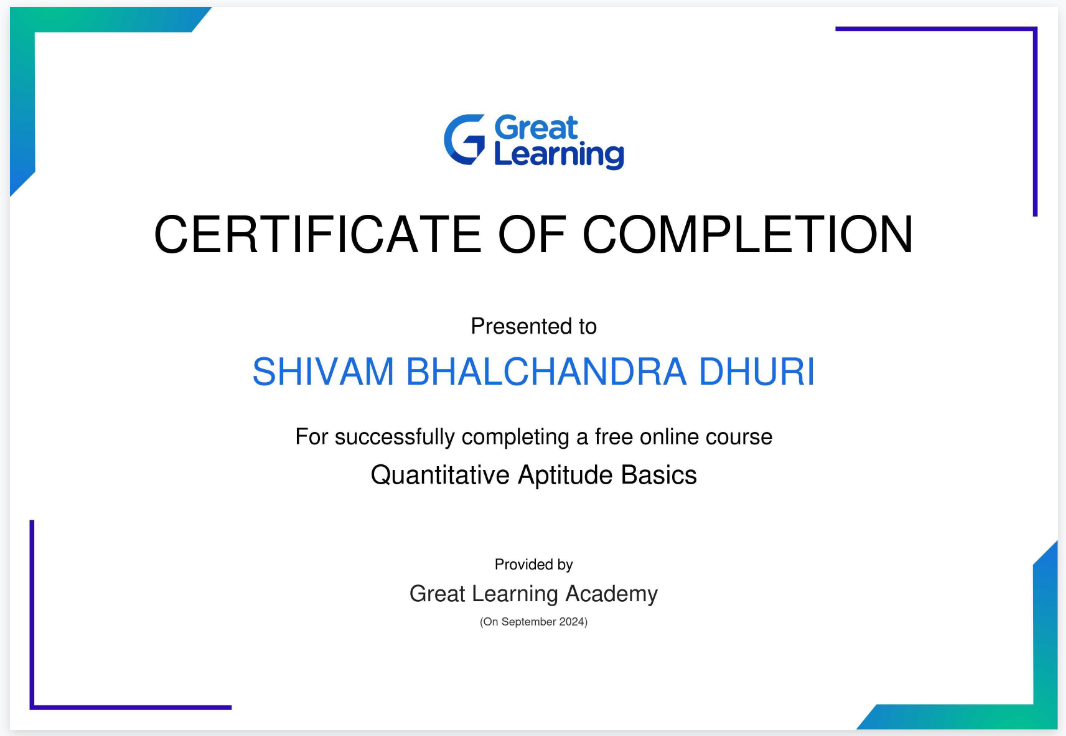 Great
Learning
CERTIFICATE OF COMPLETION
Presented to
SHIVAM BHALCHANDRA DHURI
For successfully completing a free online course
Quantitative Aptitude Basics
Provided by
Great Learning Academy
(On September 2024)